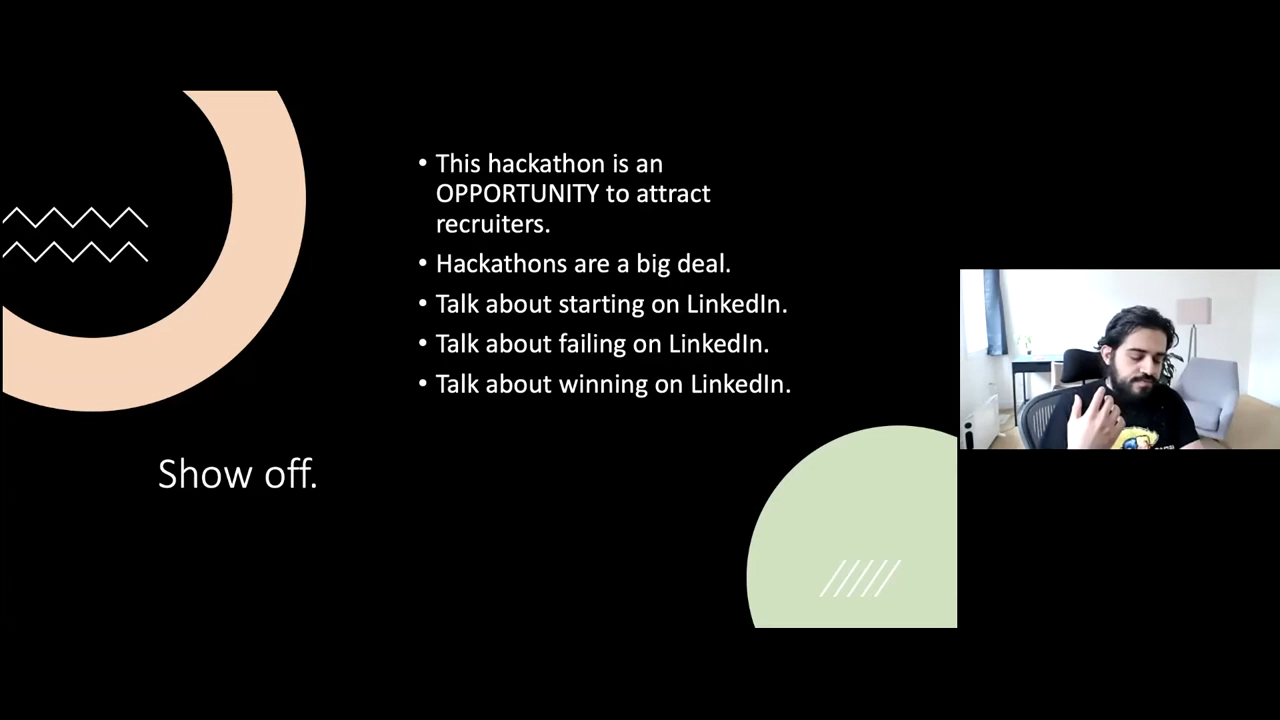 • This hackathon is an
OPPORTUNITY to attract
recruiters.
• Hackathons are a big deal.
• Talk about starting on LinkedIn.
• Talk about failing on LinkedIn.
• Talk about winning on LinkedIn.
Show off.